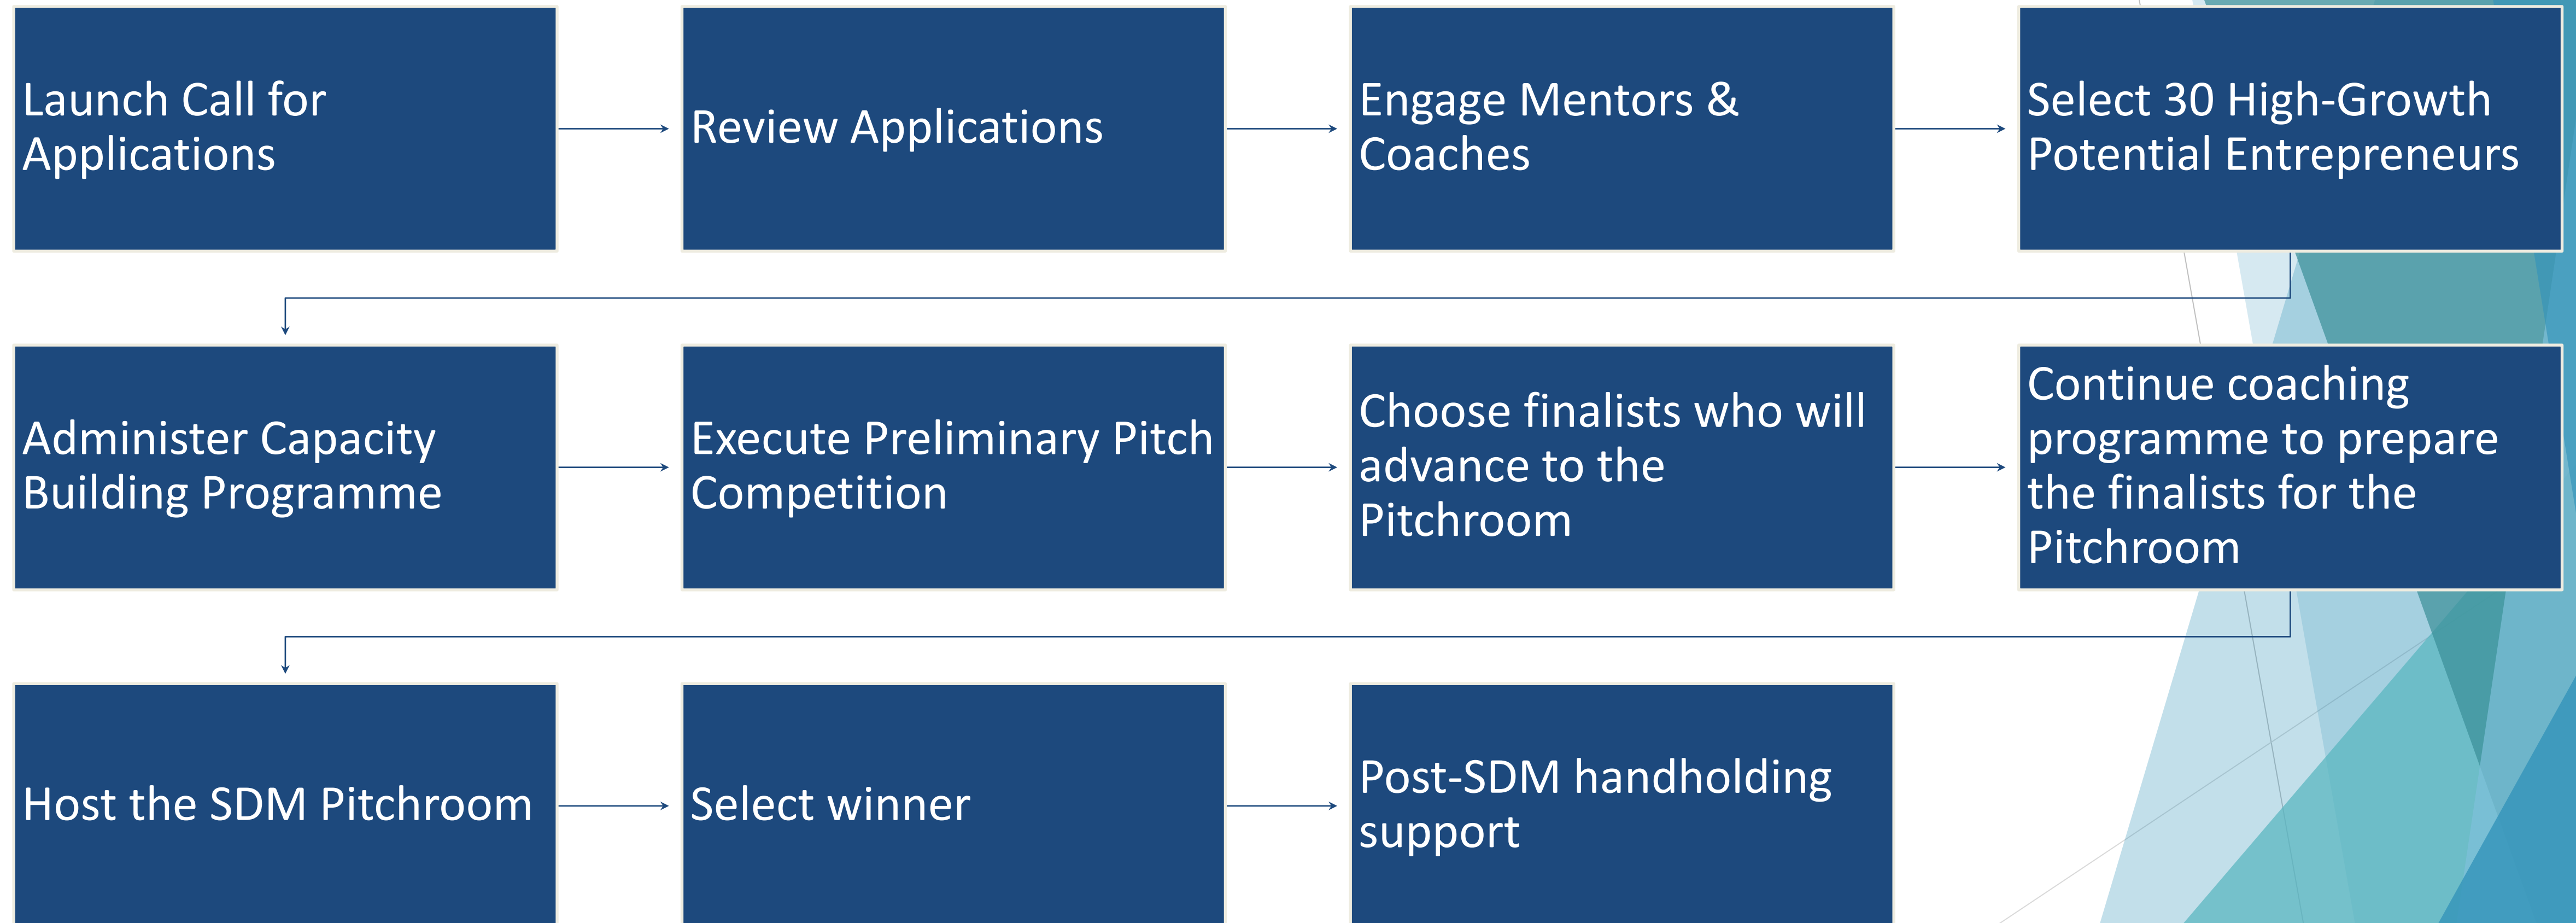 Launch Call for
Applications
Review Applications
Engage Mentors &
Coaches
Select 30 High-Growth
Potential Entrepreneurs
Administer Capacity
Building Programme
Execute Preliminary Pitch
Competition
Choose finalists who will
advance to the
Pitchroom
Continue coaching
programme to prepare
the finalists for the
Pitchroom
Host the SDM Pitchroom
Select winner
Post-SDM handholding
support